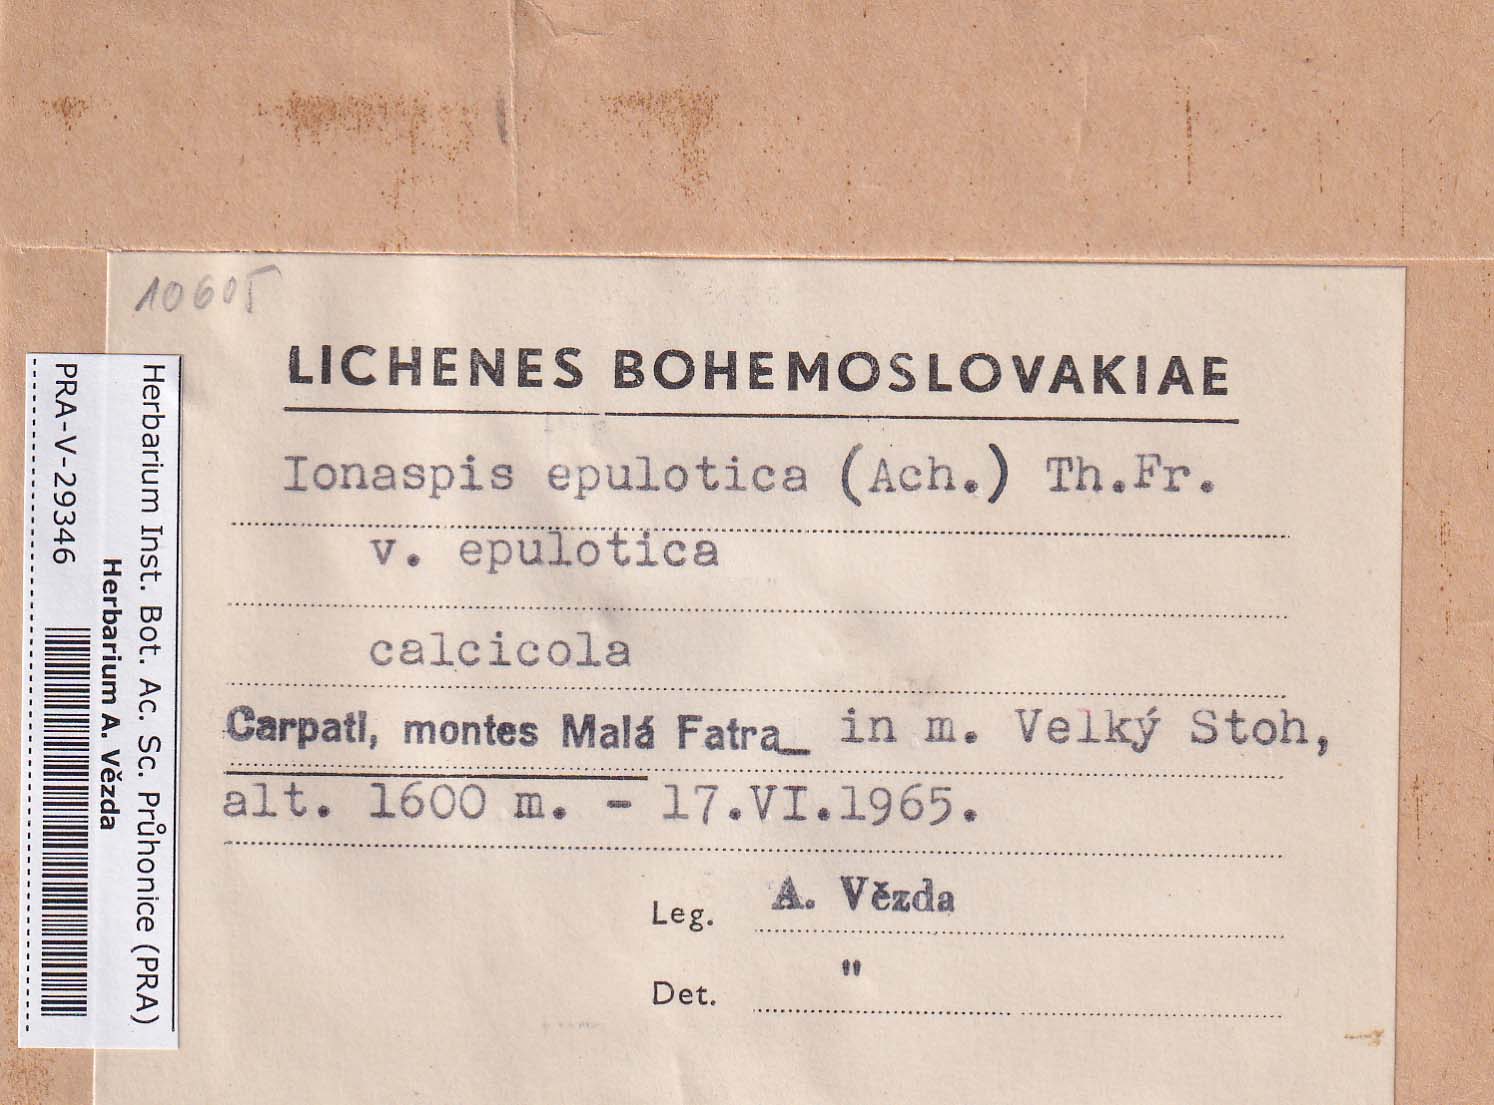 10605
LICHENES BOHEMOSLOVAKIAE
Ionaspis epulotica (Ach.) Th.Fr.
v. epulotica
calcicola
Carpati, montes Malá Fatra_ in m. Velký Stoh,
alt. 1600 m. - 17.VI.1965.
Leg. A. Vězda
Det. "
Herbarium Inst. Bot. Ac. Sc. Průhonice (PRA)
Herbarium A. Vězda
PRA-V-29346